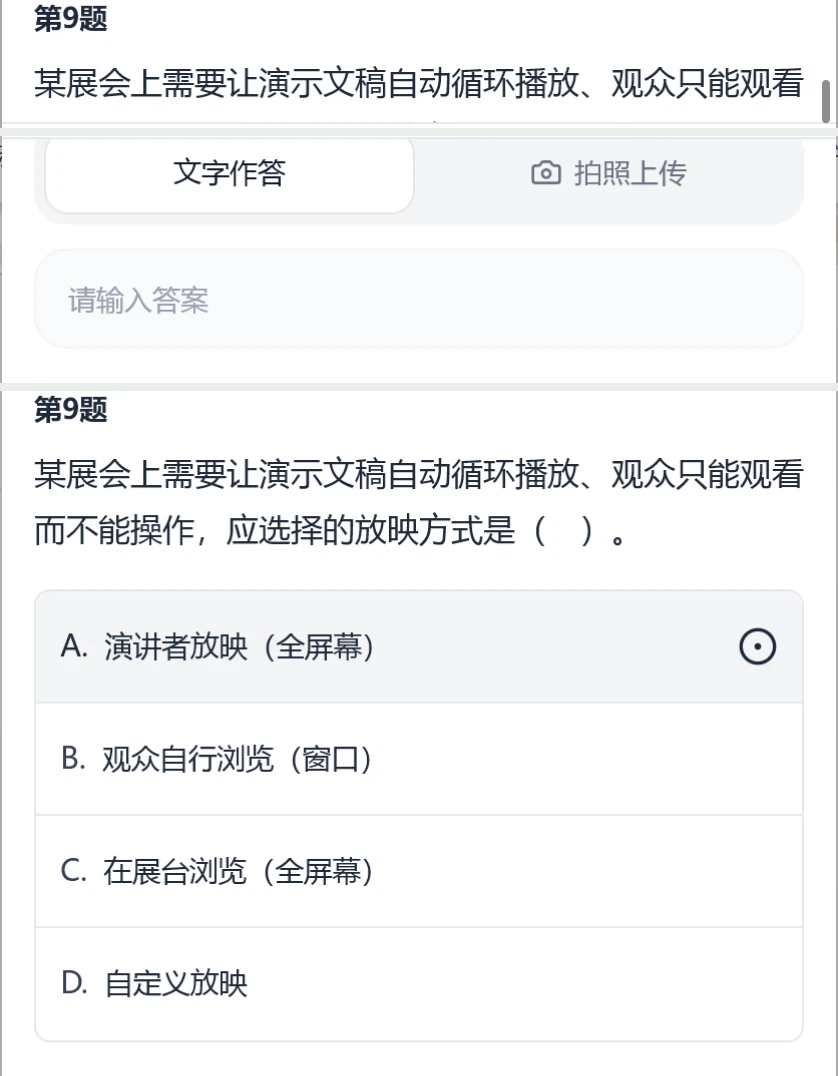 第9题
某展会上需要让演示文稿自动循环播放、观众只能观看
文字作答
拍照上传
请输入答案
第9题
某展会上需要让演示文稿自动循环播放、观众只能观看
而不能操作，应选择的放映方式是（　）。
A. 演讲者放映（全屏幕）
B. 观众自行浏览（窗口）
C. 在展台浏览（全屏幕）
D. 自定义放映